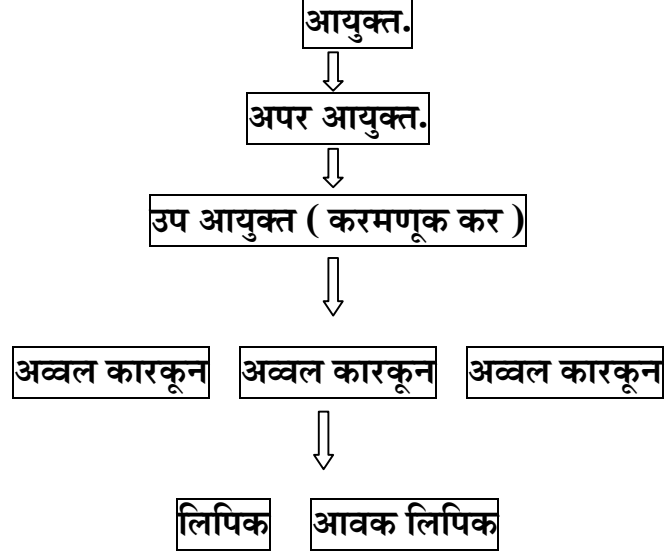 आयुक्त.
अपर आयुक्त.
उप आयुक्त ( करमणूक कर )
अव्वल कारकून अव्वल कारकून अव्वल कारकून
लिपिक आवक लिपिक